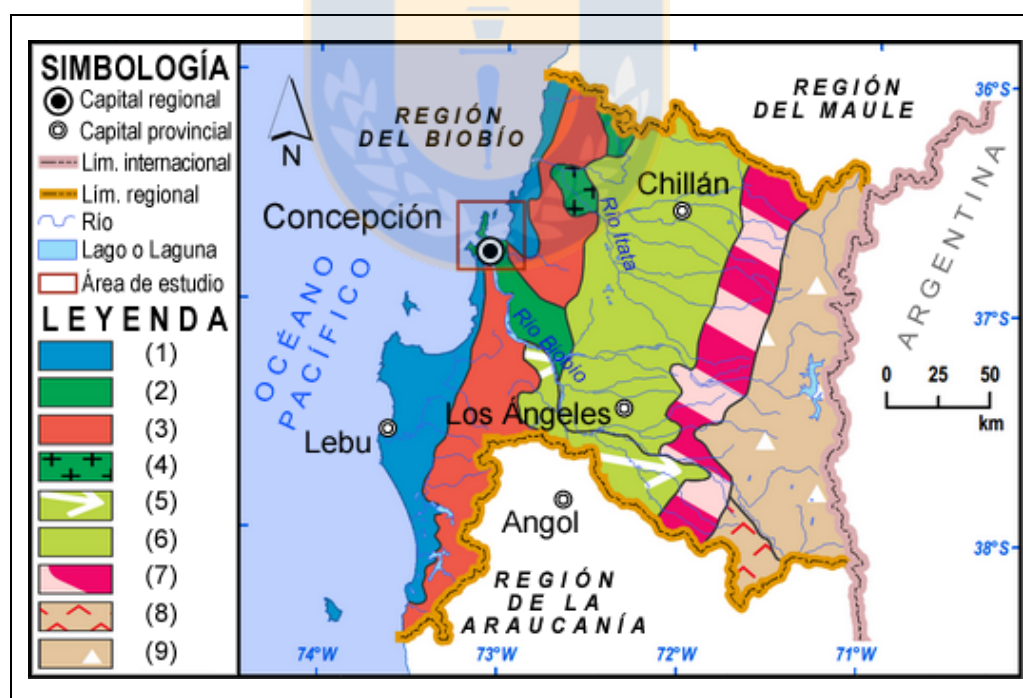 SIMBOLOGÍA
Capital regional
Capital provincial
Lím. internacional
Lím. regional
Río
Lago o Laguna
Área de estudio
LEYENDA
(1)
(2)
(3)
(4)
(5)
(6)
(7)
(8)
(9)
N
REGIÓN
DEL BIOBÍO
REGIÓN
DEL MAULE
36°S
Chillán
Concepción
Río Itata
ARGENTINA
OCÉANO
PACÍFICO
37°S
Río Biobío
0 25 50
km
Los Ángeles
Lebu
Angol
38°S
REGIÓN
DE LA
ARAUCANÍA
74°W
73°W
72°W
71°W